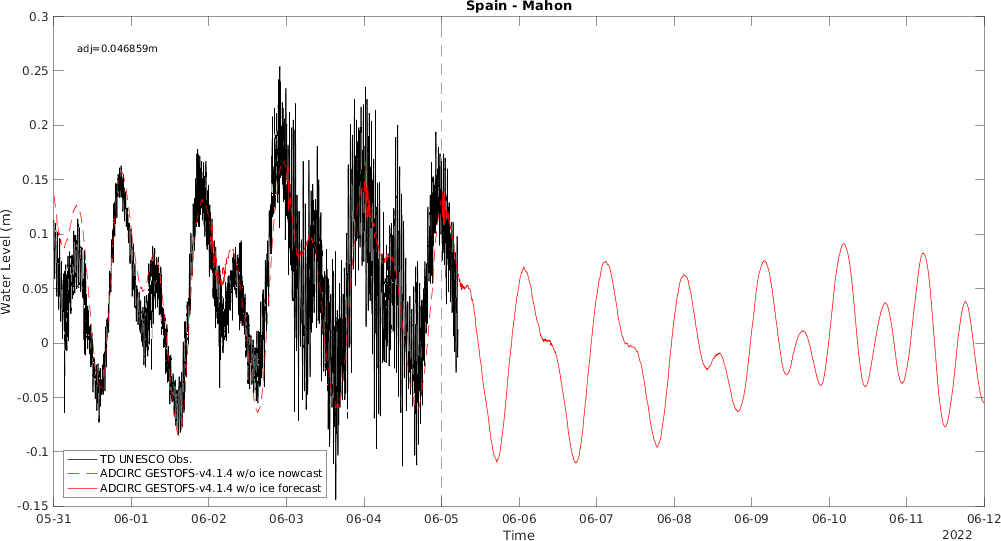 Spain - Mahon
adj=0.046859m
Water Level (m)
0.3
0.25
0.2
0.15
0.1
0.05
0
-0.05
-0.1
-0.15
TD UNESCO Obs.
ADCIRC GESTOFS-v4.1.4 w/o ice nowcast
ADCIRC GESTOFS-v4.1.4 w/o ice forecast
05-31 06-01 06-02 06-03 06-04 06-05 06-06 06-07 06-08 06-09 06-10 06-11 06-12
Time
2022